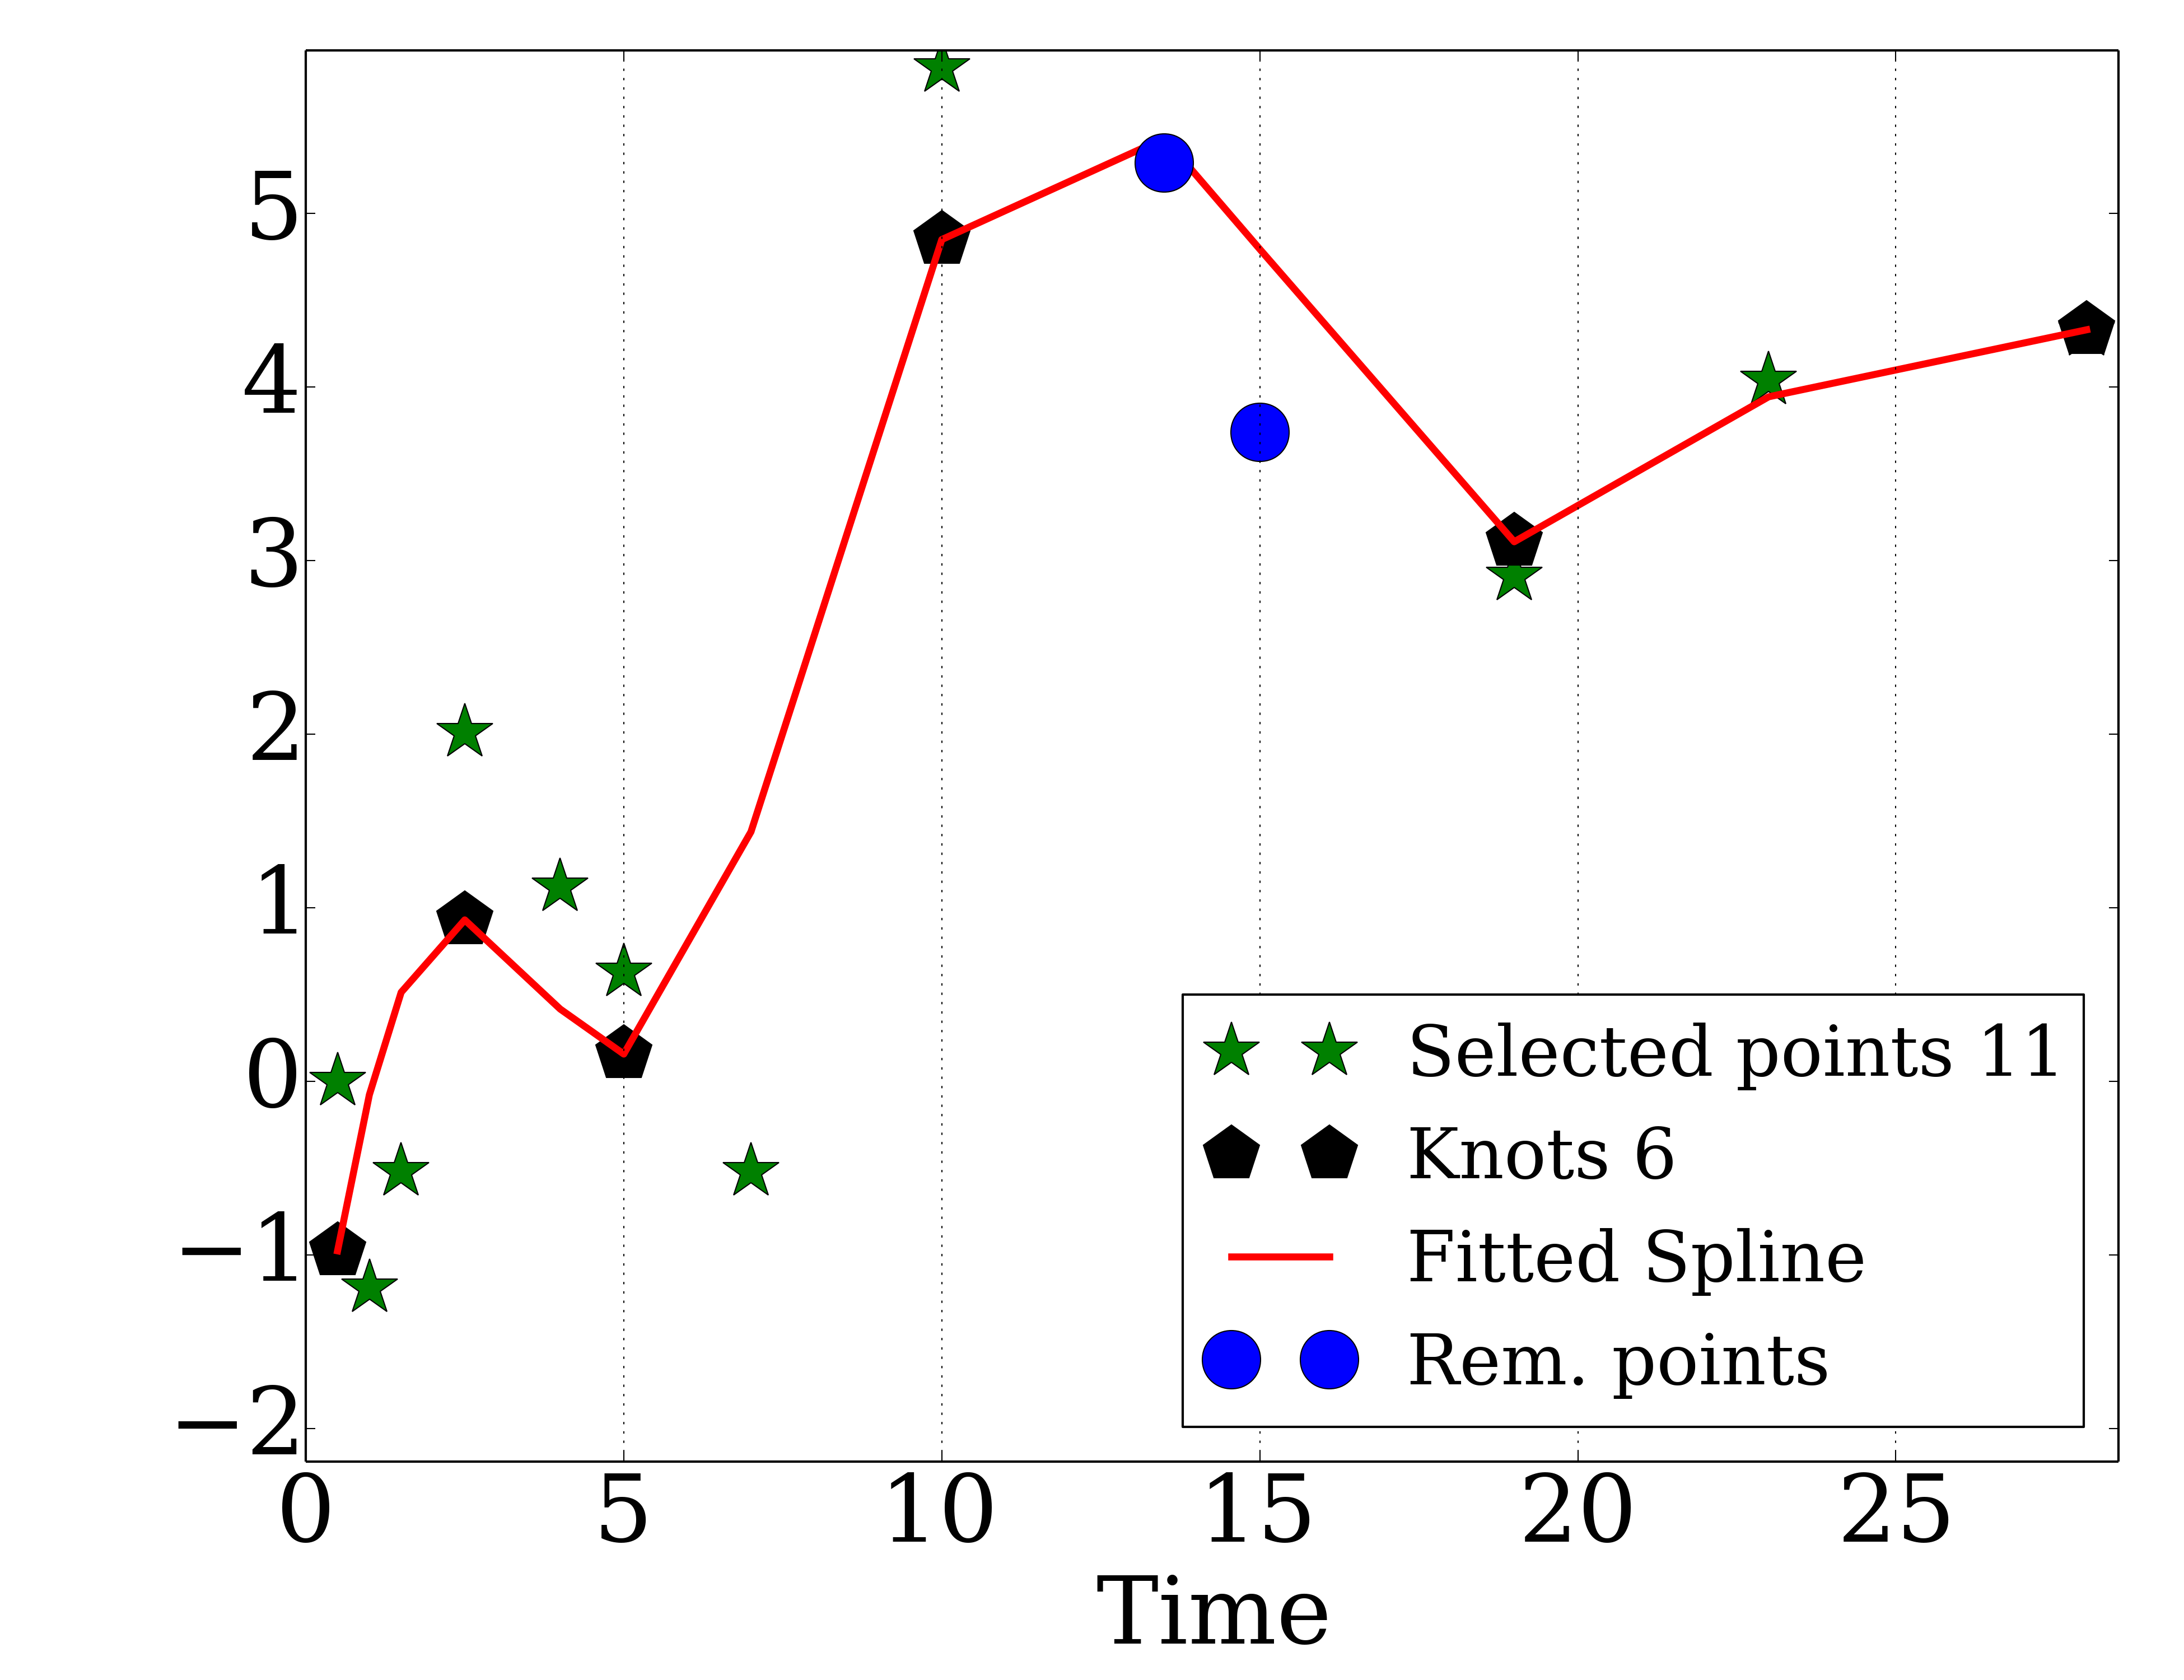 5
4
3
2
1
0
−1
−2
0 5 10 15 20 25
Time
Selected points 11
Knots 6
Fitted Spline
Rem. points